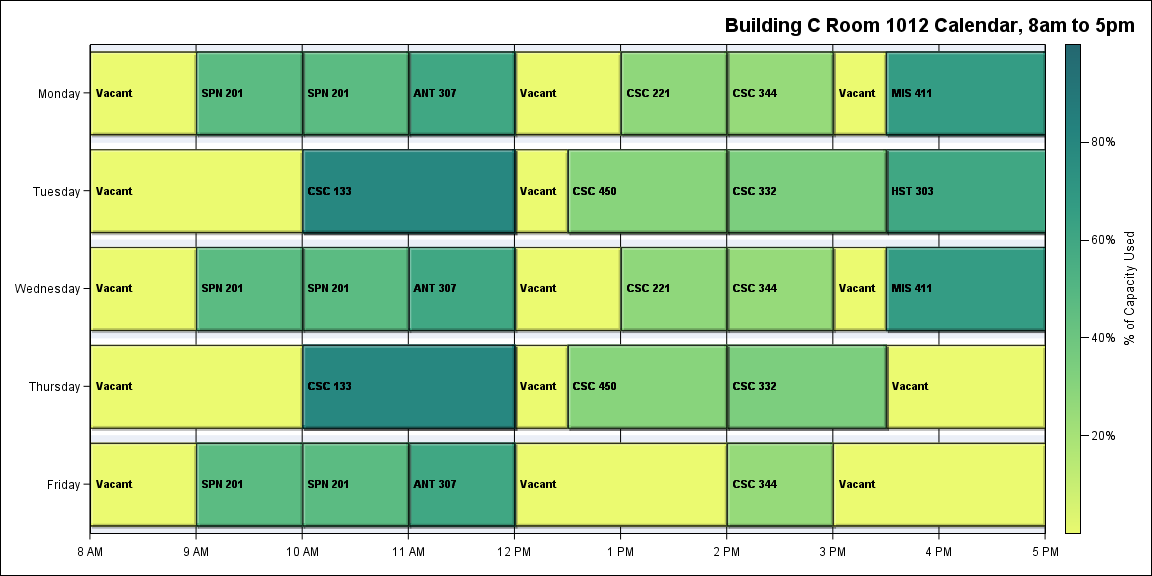 Building C Room 1012 Calendar, 8am to 5pm
Monday Vacant SPN 201 SPN 201 ANT 307 Vacant CSC 221 CSC 344 Vacant MIS 411
80%
Tuesday Vacant CSC 133 Vacant CSC 450 CSC 332 HST 303
60%
% of Capacity Used
Wednesday Vacant SPN 201 SPN 201 ANT 307 Vacant CSC 221 CSC 344 Vacant MIS 411
40%
Thursday Vacant CSC 133 Vacant CSC 450 CSC 332 Vacant
20%
Friday Vacant SPN 201 SPN 201 ANT 307 Vacant CSC 344 Vacant
8 AM 9 AM 10 AM 11 AM 12 PM 1 PM 2 PM 3 PM 4 PM 5 PM